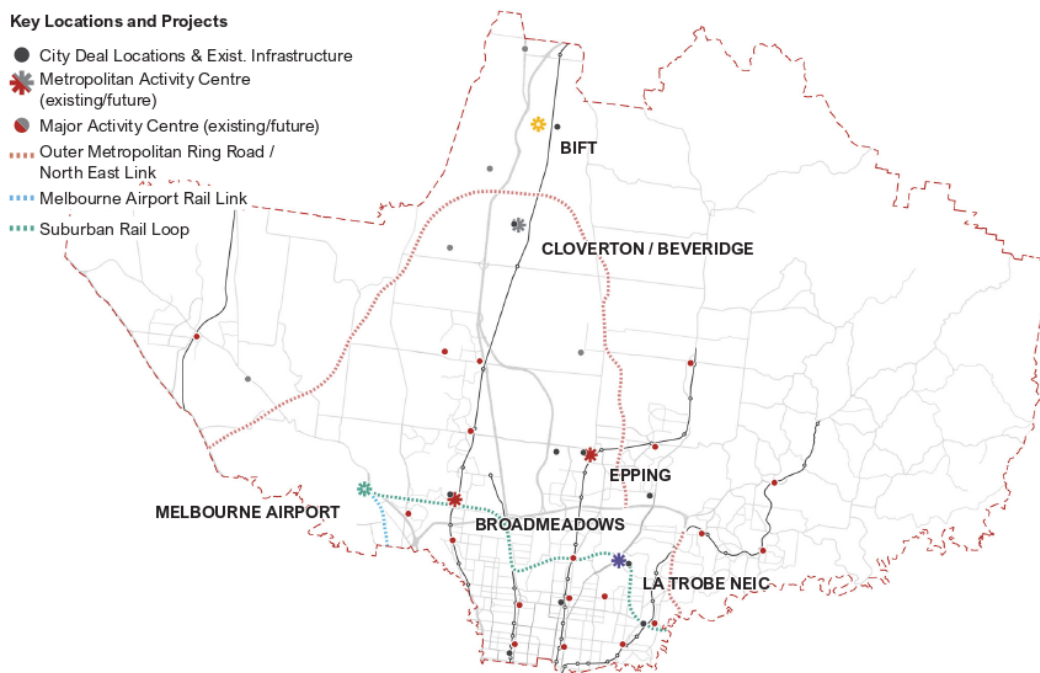 Key Locations and Projects
City Deal Locations & Exist. Infrastructure
Metropolitan Activity Centre
(existing/future)
Major Activity Centre (existing/future)
Outer Metropolitan Ring Road /
North East Link
Melbourne Airport Rail Link
Suburban Rail Loop
BIFT
CLOVERTON / BEVERIDGE
EPPING
MELBOURNE AIRPORT
BROADMEADOWS
LA TROBE NEIC